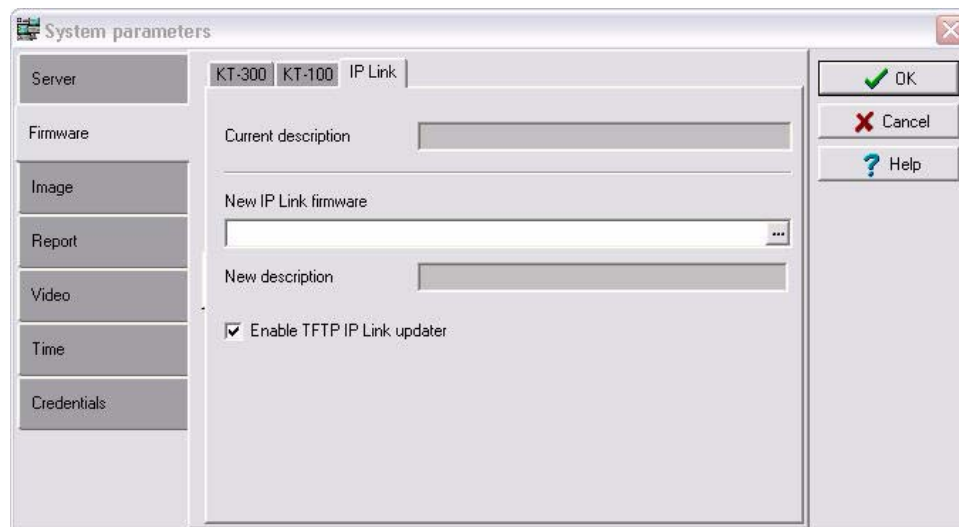 System parameters
Server
Firmware
Image
Report
Video
Time
Credentials
KT-300 KT-100 IP Link
Current description
New IP Link firmware
...
New description
Enable TFTP IP Link updater
OK
Cancel
? Help